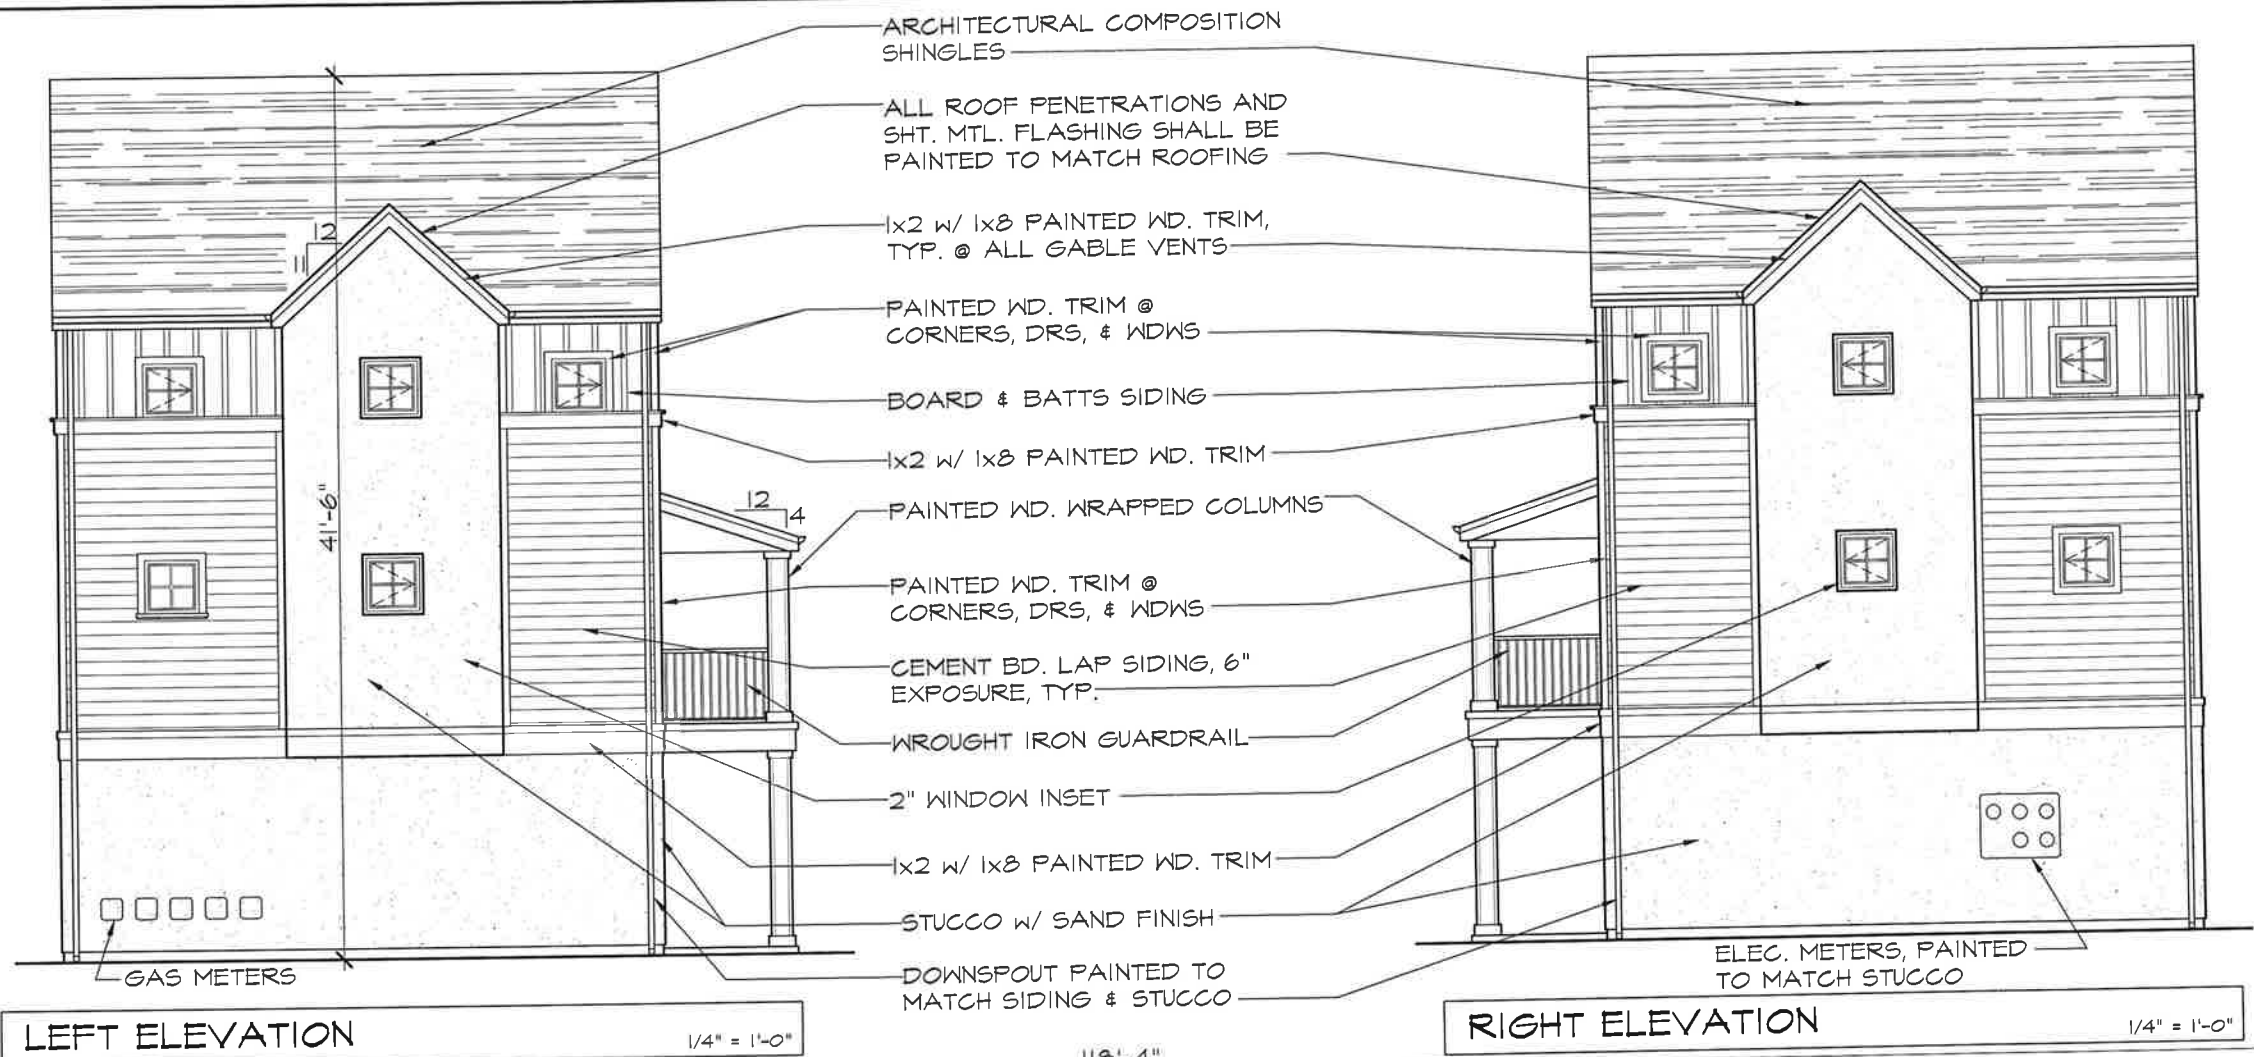 ARCHITECTURAL COMPOSITION
SHINGLES
ALL ROOF PENETRATIONS AND
SHT. MTL. FLASHING SHALL BE
PAINTED TO MATCH ROOFING
1x2 w/ 1x8 PAINTED WD. TRIM,
TYP. @ ALL GABLE VENTS
PAINTED WD. TRIM @
CORNERS, DRS, & WDWS
BOARD & BATTS SIDING
1x2 w/ 1x8 PAINTED WD. TRIM
PAINTED WD. WRAPPED COLUMNS
PAINTED WD. TRIM @
CORNERS, DRS, & WDWS
CEMENT BD. LAP SIDING, 6"
EXPOSURE, TYP.
WROUGHT IRON GUARDRAIL
2" WINDOW INSET
1x2 w/ 1x8 PAINTED WD. TRIM
STUCCO w/ SAND FINISH
DOWNSPOUT PAINTED TO
MATCH SIDING & STUCCO
12
11
41'-6"
12
4
GAS METERS
LEFT ELEVATION
1/4" = 1'-0"
ELEC. METERS, PAINTED
TO MATCH STUCCO
RIGHT ELEVATION
1/4" = 1'-0"